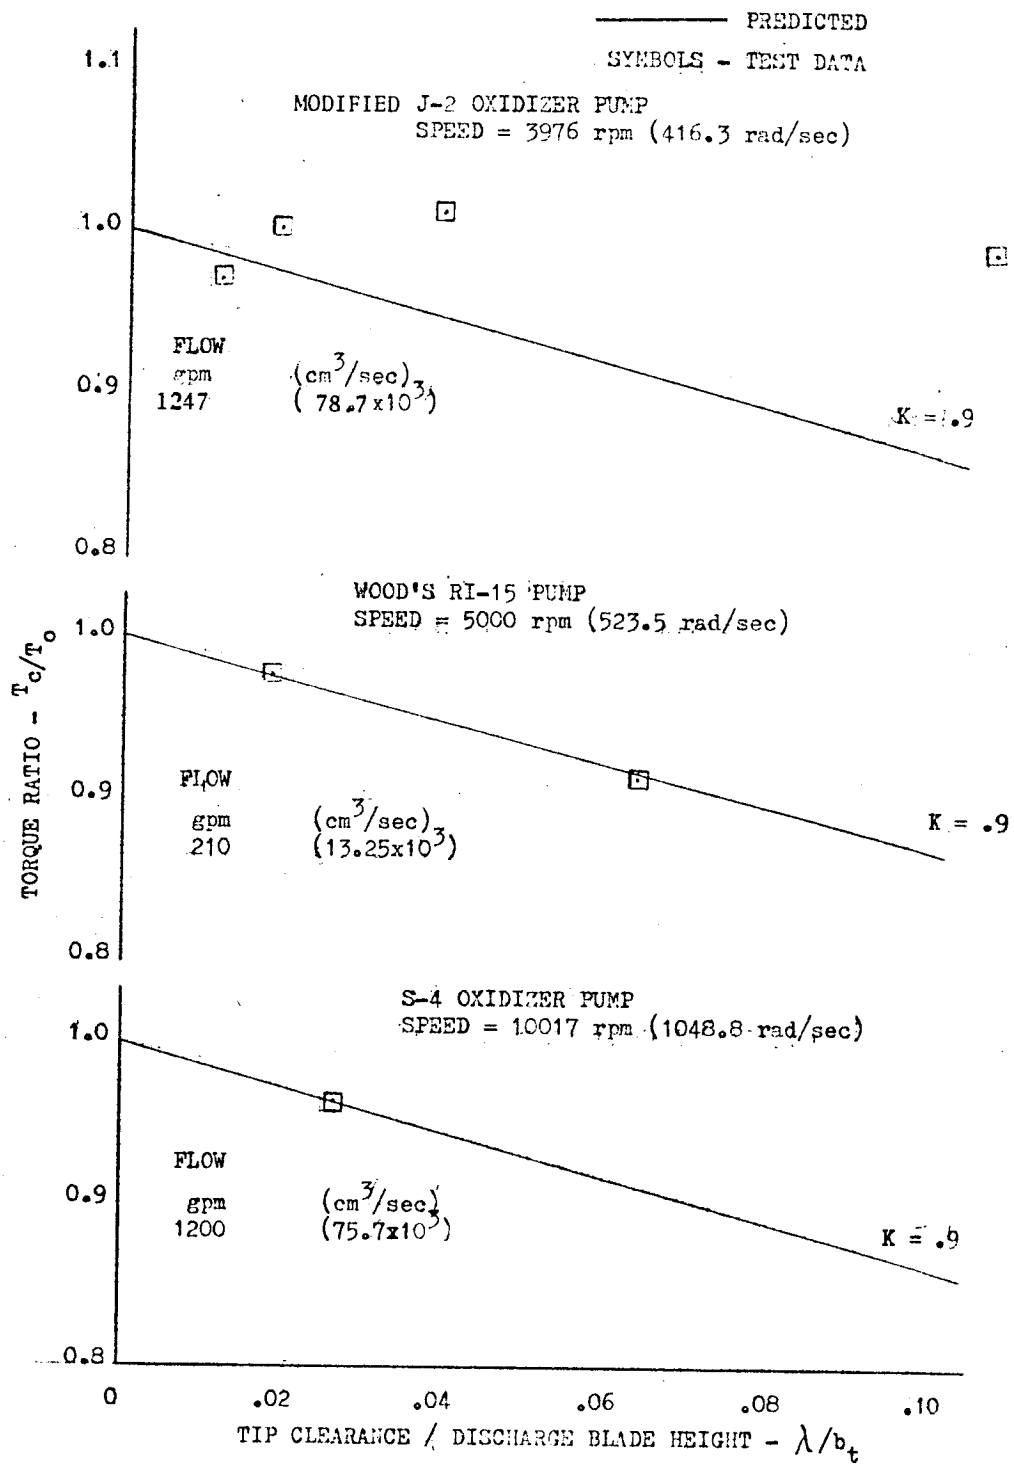 PREDICTED
SYMBOLS - TEST DATA
1.1
MODIFIED J-2 OXIDIZER PUMP
SPEED = 3976 rpm (416.3 rad/sec)
1.0
FLOW
gpm (cm³/sec)
0.9
1247 (78.7x10³)
K = .9
0.8
WOOD'S RI-15 PUMP
SPEED = 5000 rpm (523.5 rad/sec)
1.0
TORQUE RATIO - Tc/To
0.9
FLOW
gpm (cm³/sec)
210 (13.25x10³)
K = .9
0.8
S-4 OXIDIZER PUMP
SPEED = 10017 rpm (1048.8 rad/sec)
1.0
FLOW
0.9
gpm (cm³/sec)
1200 (75.7x10³)
K = .9
0.8
0 .02 .04 .06 .08 .10
TIP CLEARANCE / DISCHARGE BLADE HEIGHT - λ/bt